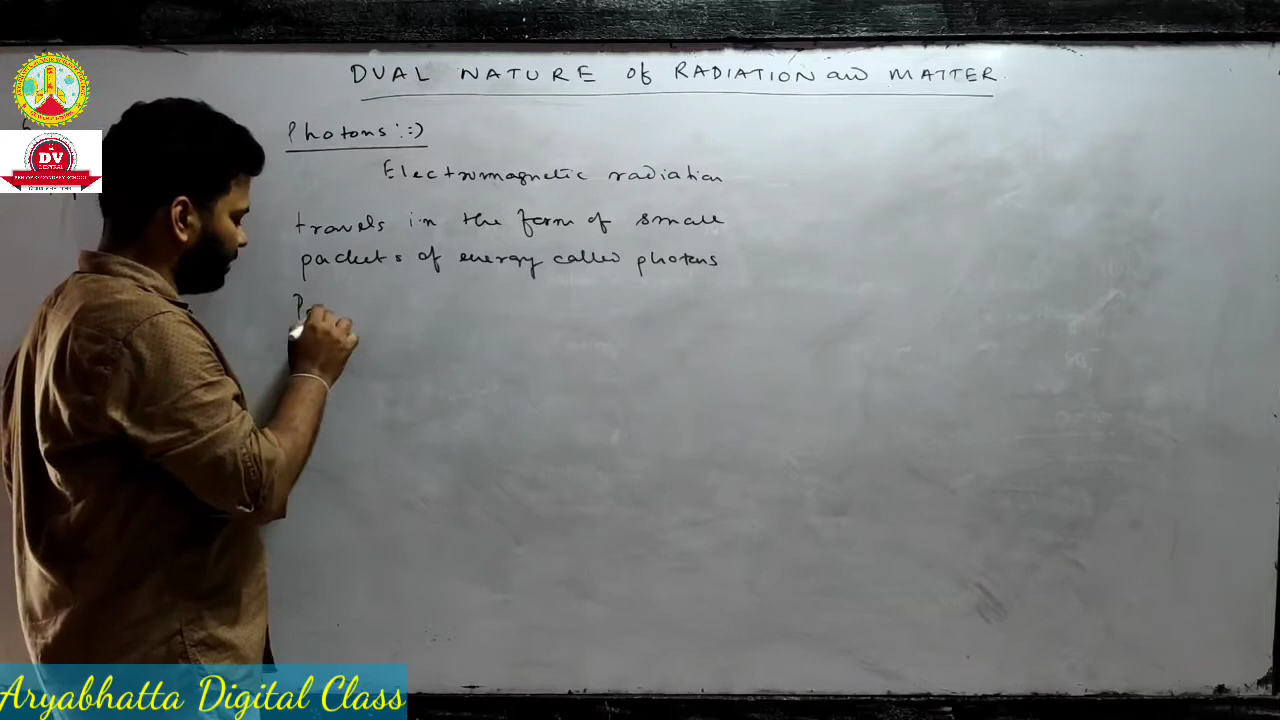 DUAL NATURE of RADIATION and MATTER.
Photons :⇒)
Electromagnetic radiation
travels in the form of small
packets of energy called photons
DV
CENTRAL
Aryabhatta Digital Class